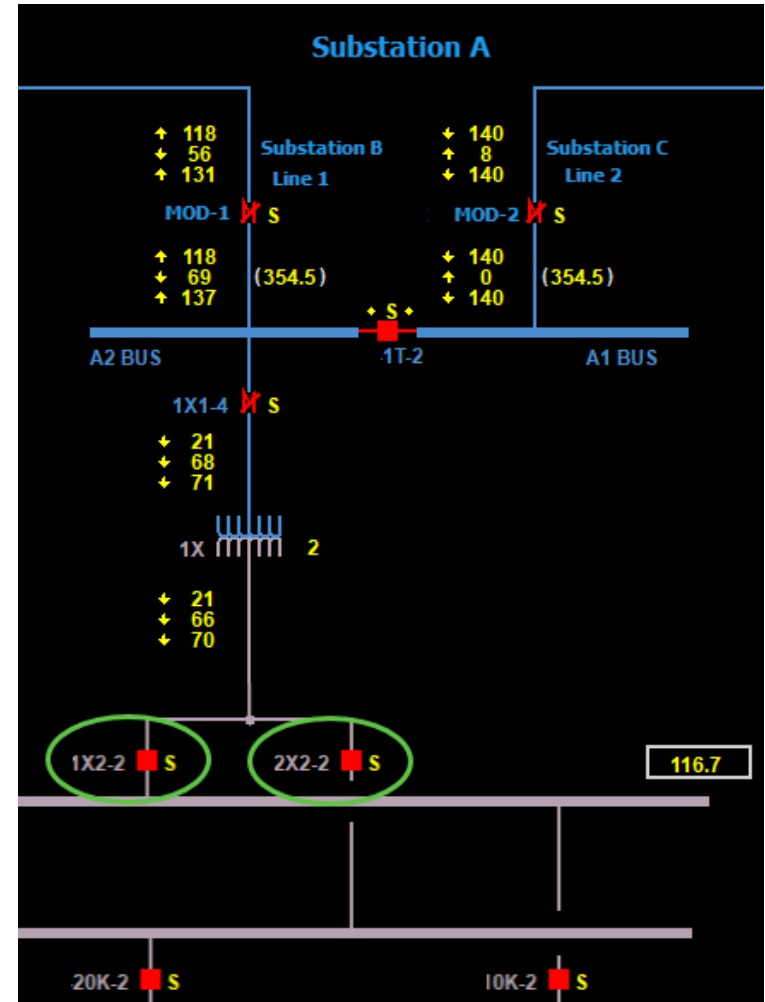 Substation A
118
56
131
Substation B
Line 1
140
8
140
Substation C
Line 2
MOD-1 S
MOD-2 S
118
69
137
(354.5)
140
0
140
(354.5)
S
A2 BUS
1T-2
A1 BUS
1X1-4 S
21
68
71
1X
2
21
66
70
1X2-2 S
2X2-2 S
116.7
20K-2 S
10K-2 S